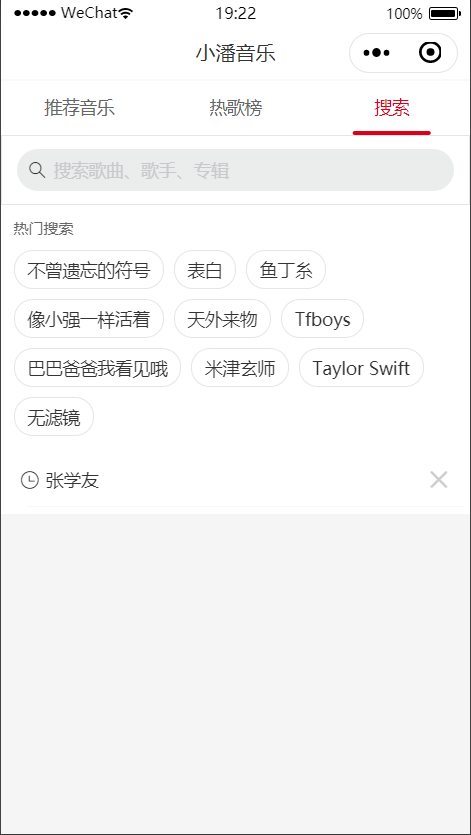 WeChat 19:22 100%
小潘音乐
推荐音乐 热歌榜 搜索
搜索歌曲、歌手、专辑
热门搜索
不曾遗忘的符号 表白 鱼丁糸
像小强一样活着 天外来物 Tfboys
巴巴爸爸我看见哦 米津玄师 Taylor Swift
无滤镜
张学友